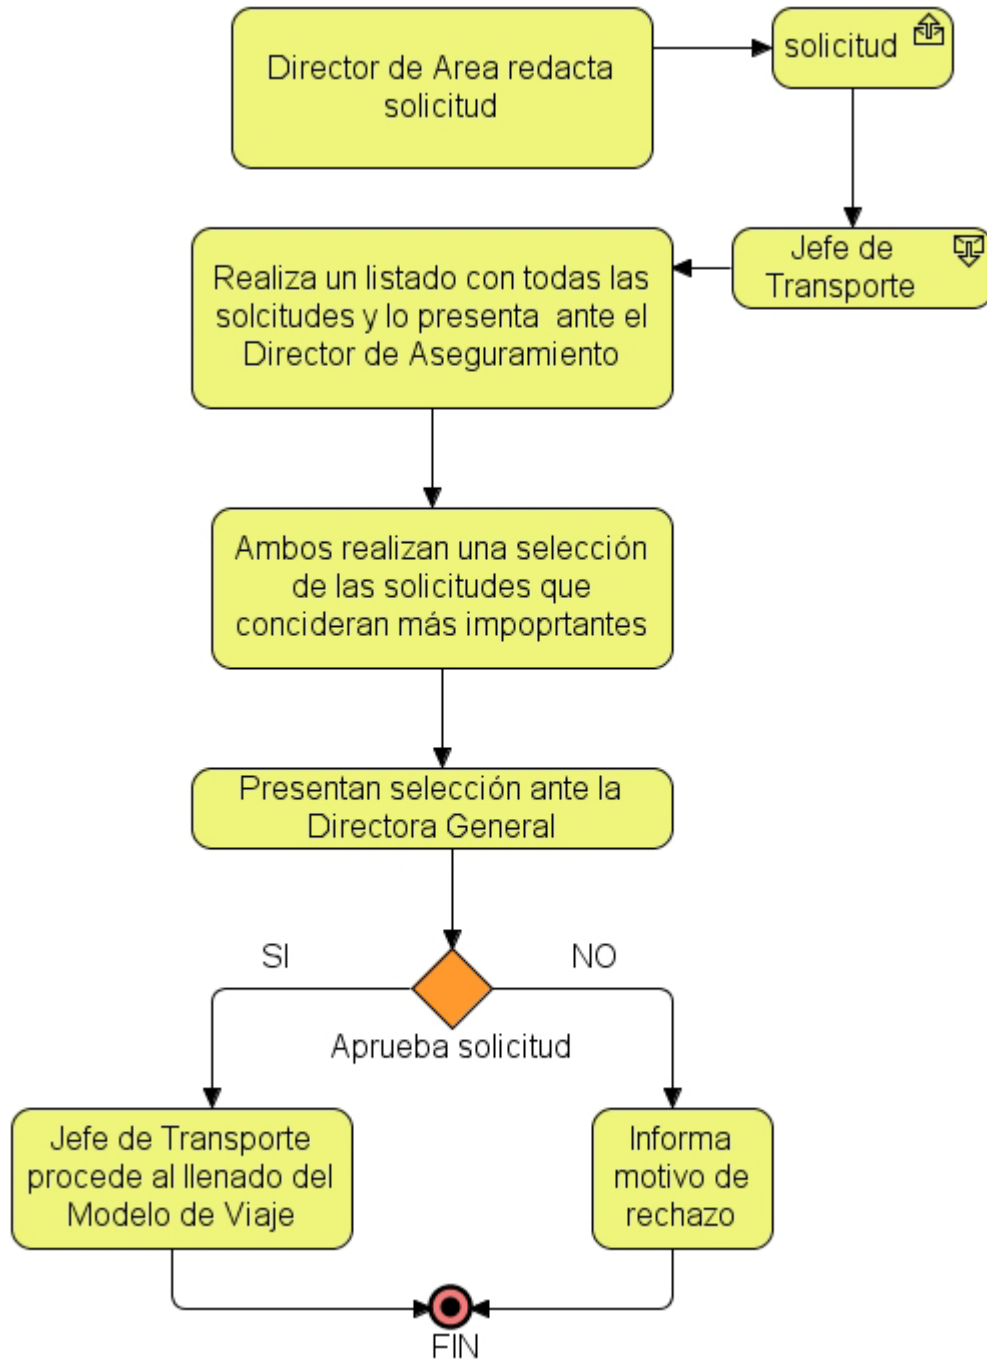 Director de Area redacta
solicitud
solicitud
Jefe de
Transporte
Realiza un listado con todas las
solcitudes y lo presenta ante el
Director de Aseguramiento
Ambos realizan una selección
de las solicitudes que
concideran más impoprtantes
Presentan selección ante la
Directora General
SI
NO
Aprueba solicitud
Jefe de Transporte
procede al llenado del
Modelo de Viaje
Informa
motivo de
rechazo
FIN